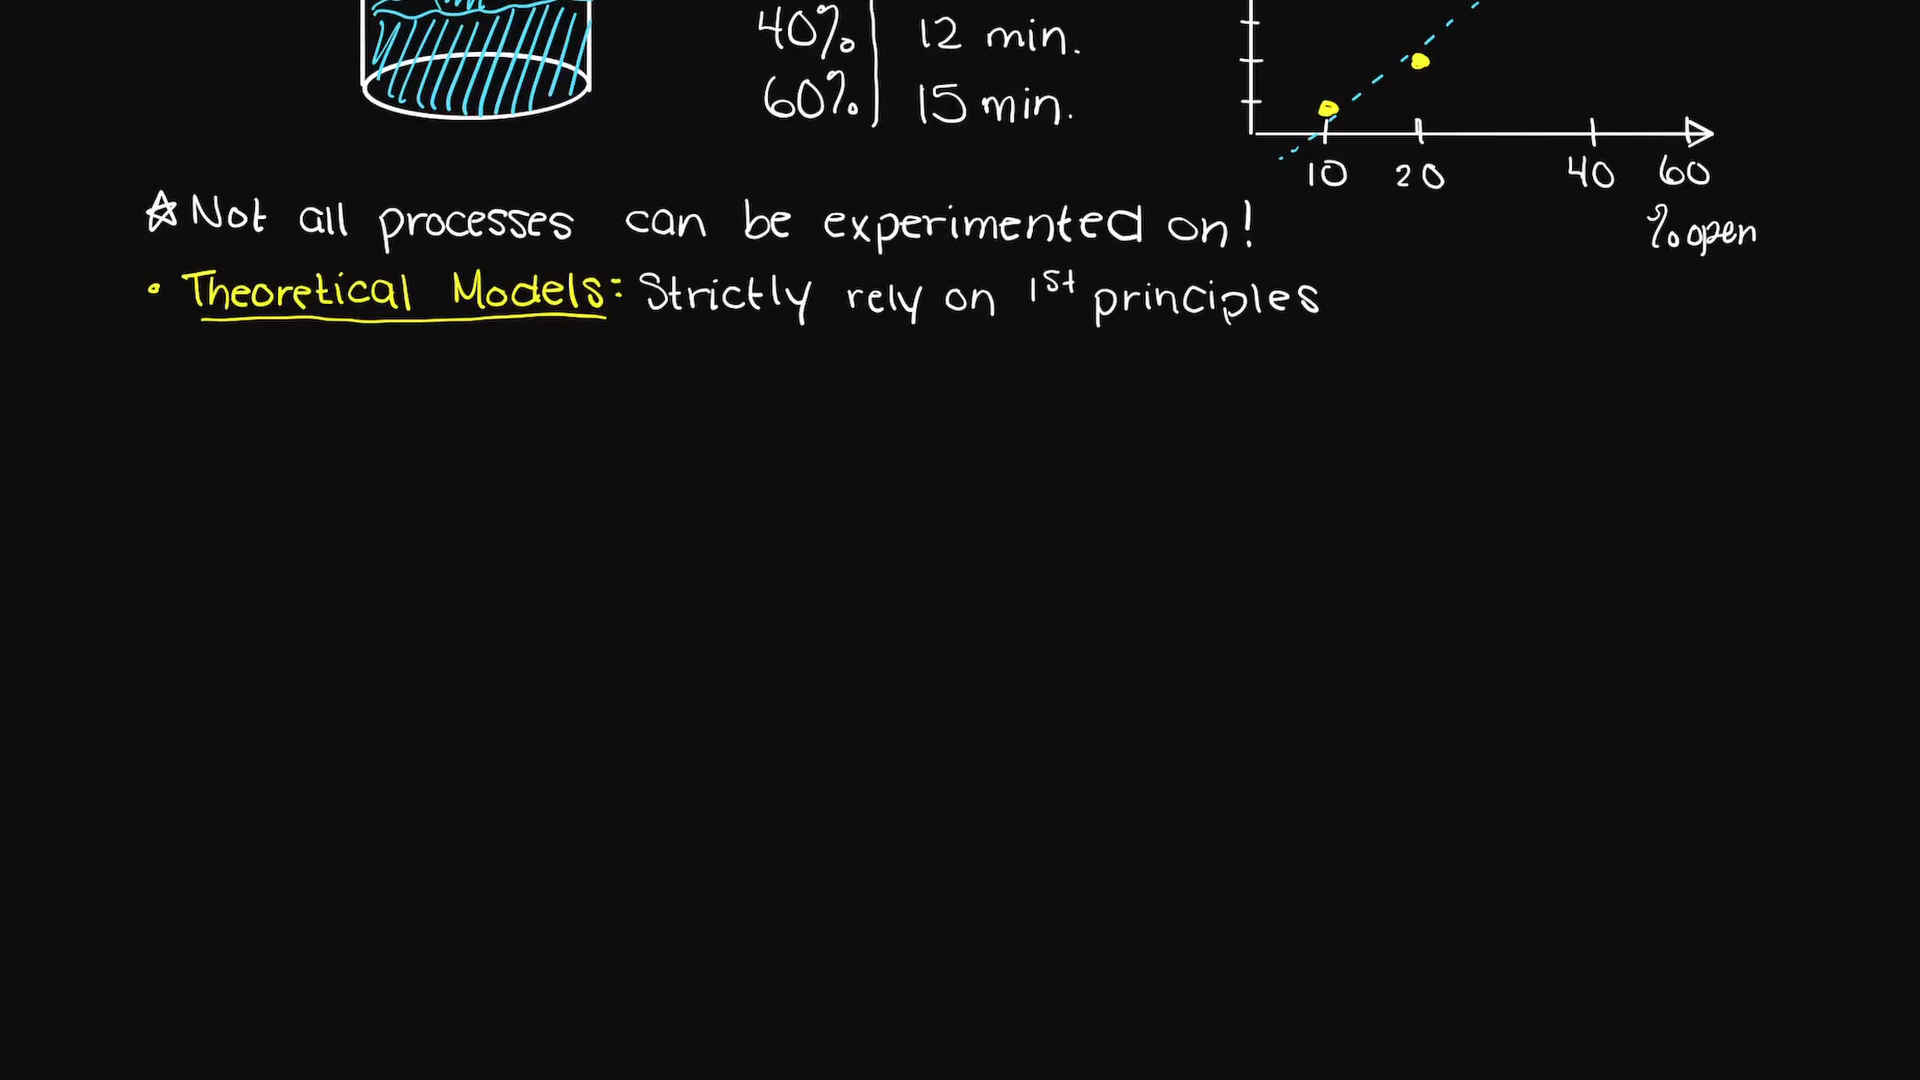 40% 12 min.
60% 15 min.
10 20 40 60
% open
☆ Not all processes can be experimented on!
• Theoretical Models: Strictly rely on 1st principles